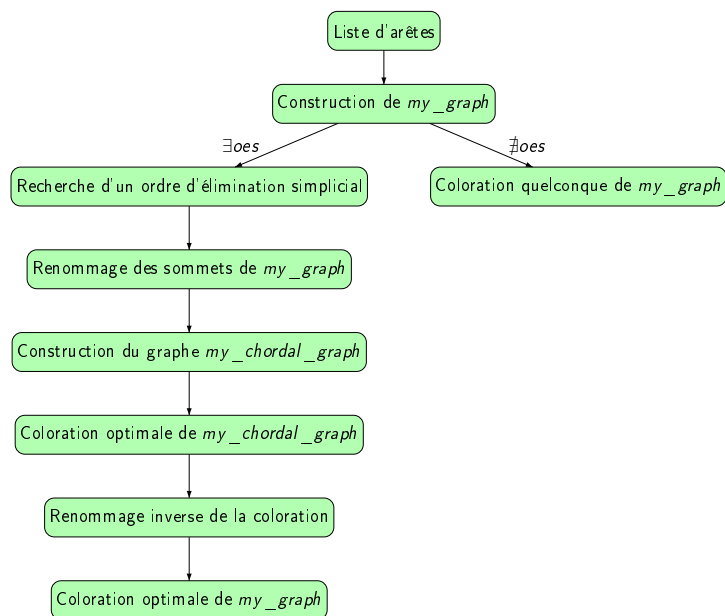 Liste d'arêtes
Construction de my_graph
∃oes
∄oes
Recherche d'un ordre d'élimination simplicial
Coloration quelconque de my_graph
Renommage des sommets de my_graph
Construction du graphe my_chordal_graph
Coloration optimale de my_chordal_graph
Renommage inverse de la coloration
Coloration optimale de my_graph